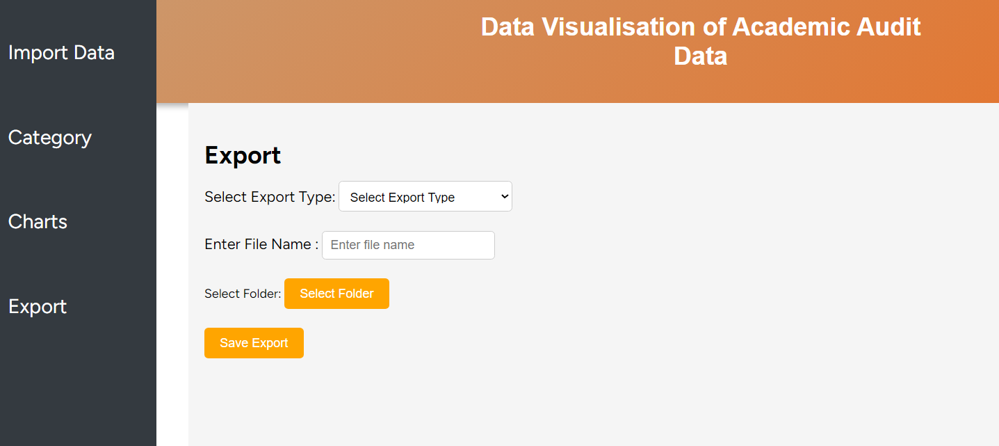 Data Visualisation of Academic Audit
Data
Import Data
Category
Charts
Export
Export
Select Export Type: Select Export Type
Enter File Name : Enter file name
Select Folder: Select Folder
Save Export